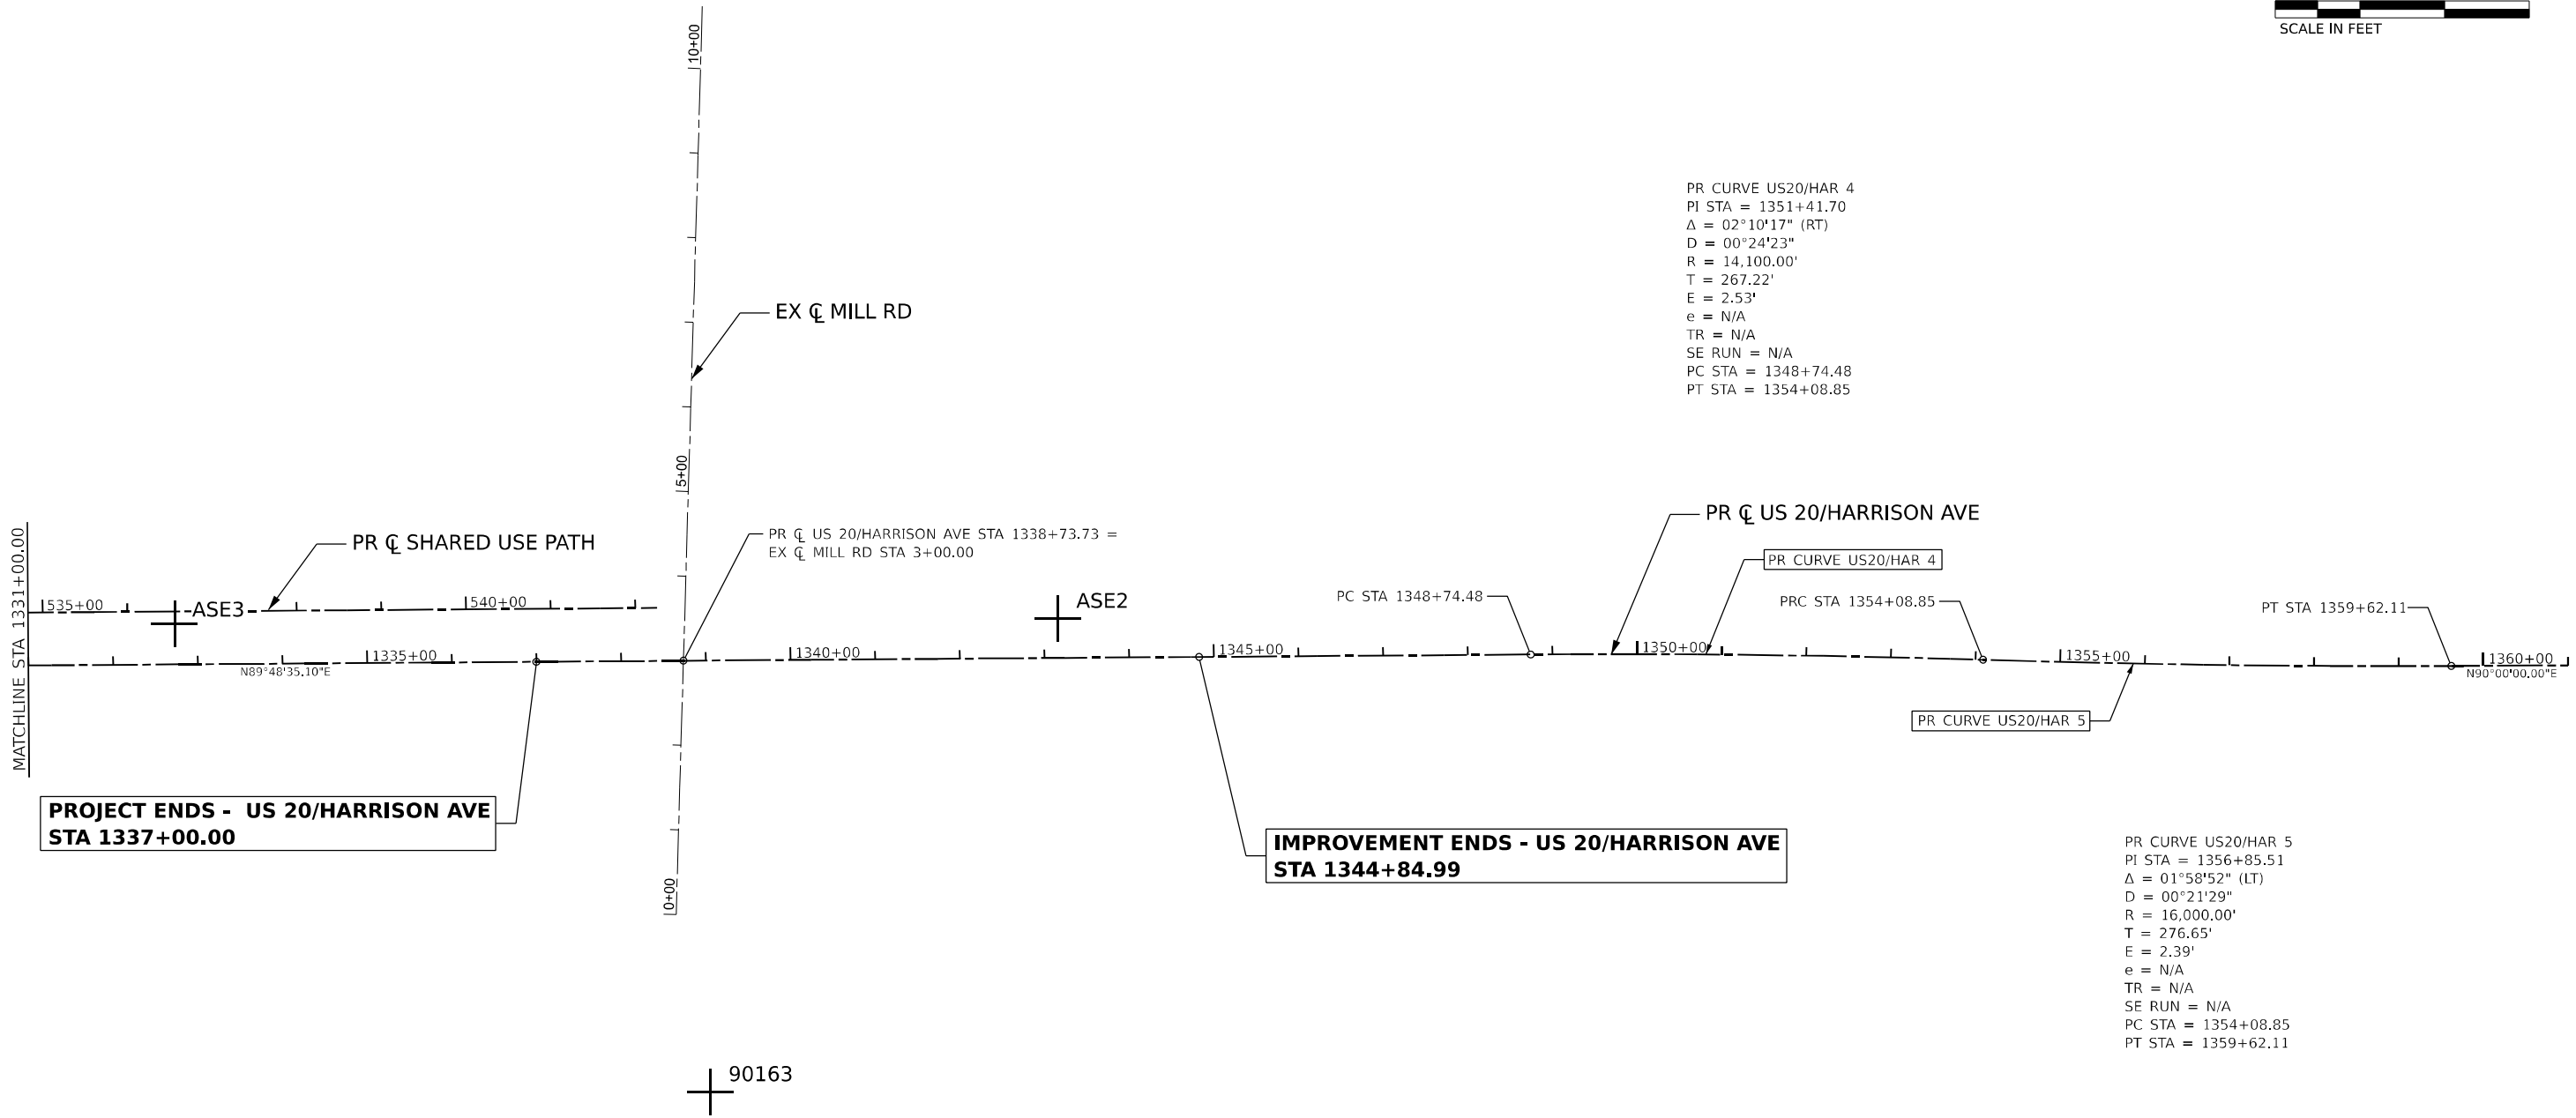 SCALE IN FEET
10+00
EX ℄ MILL RD
5+00
0+00
PR CURVE US20/HAR 4
PI STA = 1351+41.70
Δ = 02°10'17" (RT)
D = 00°24'23"
R = 14,100.00'
T = 267.22'
E = 2.53'
e = N/A
TR = N/A
SE RUN = N/A
PC STA = 1348+74.48
PT STA = 1354+08.85
MATCHLINE STA 1331+00.00
PR ℄ SHARED USE PATH
PR ℄ US 20/HARRISON AVE STA 1338+73.73 =
EX ℄ MILL RD STA 3+00.00
PR ℄ US 20/HARRISON AVE
PR CURVE US20/HAR 4
535+00
ASE3
540+00
ASE2
PC STA 1348+74.48
PRC STA 1354+08.85
PT STA 1359+62.11
1335+00
1340+00
1345+00
1350+00
1355+00
1360+00
N89°48'35.10"E
N90°00'00.00"E
PR CURVE US20/HAR 5
PROJECT ENDS - US 20/HARRISON AVE
STA 1337+00.00
IMPROVEMENT ENDS - US 20/HARRISON AVE
STA 1344+84.99
PR CURVE US20/HAR 5
PI STA = 1356+85.51
Δ = 01°58'52" (LT)
D = 00°21'29"
R = 16,000.00'
T = 276.65'
E = 2.39'
e = N/A
TR = N/A
SE RUN = N/A
PC STA = 1354+08.85
PT STA = 1359+62.11
90163